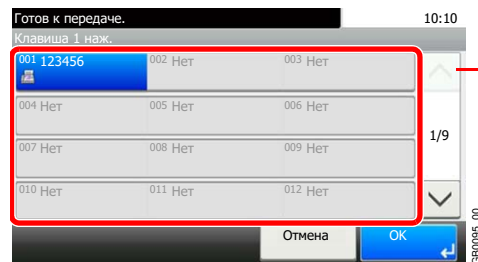 Готов к передаче. 10:10
Клавиша 1 наж.
001 123456 002 Нет 003 Нет
004 Нет 005 Нет 006 Нет
1/9
007 Нет 008 Нет 009 Нет
010 Нет 011 Нет 012 Нет
Отмена OK
GB0095_00